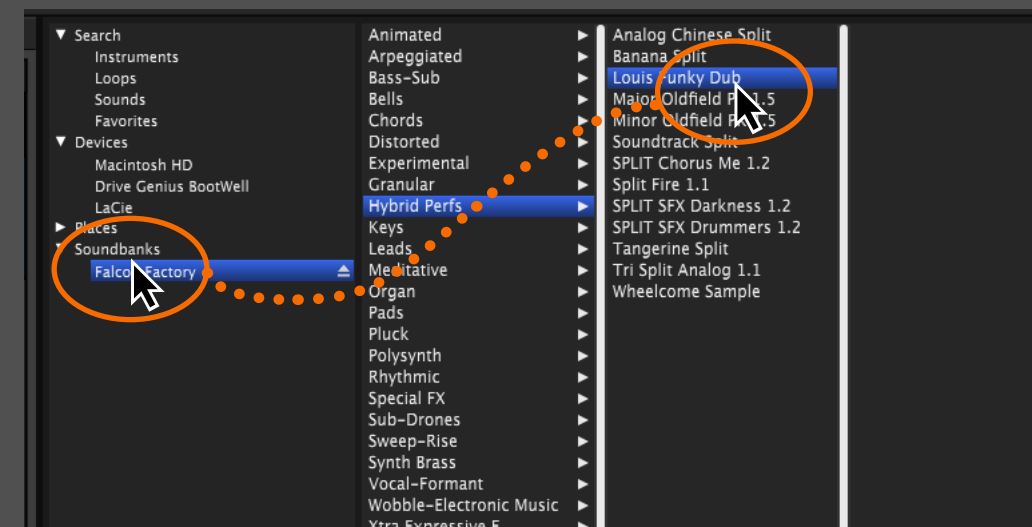 Search
Instruments
Loops
Sounds
Favorites
Devices
Macintosh HD
Drive Genius BootWell
LaCie
Places
Soundbanks
Falcon Factory
Animated
Arpeggiated
Bass-Sub
Bells
Chords
Distorted
Experimental
Granular
Hybrid Perfs
Keys
Leads
Meditative
Organ
Pads
Pluck
Polysynth
Rhythmic
Special FX
Sub-Drones
Sweep-Rise
Synth Brass
Vocal-Formant
Wobble-Electronic Music
Xtra Expressive
Analog Chinese Split
Banana Split
Louis Funky Dub
Major Oldfield 1.5
Minor Oldfield
Soundtrack Split
SPLIT Chorus Me 1.2
Split Fire 1.1
SPLIT SFX Darkness 1.2
SPLIT SFX Drummers 1.2
Tangerine Split
Tri Split Analog 1.1
Wheelcome Sample